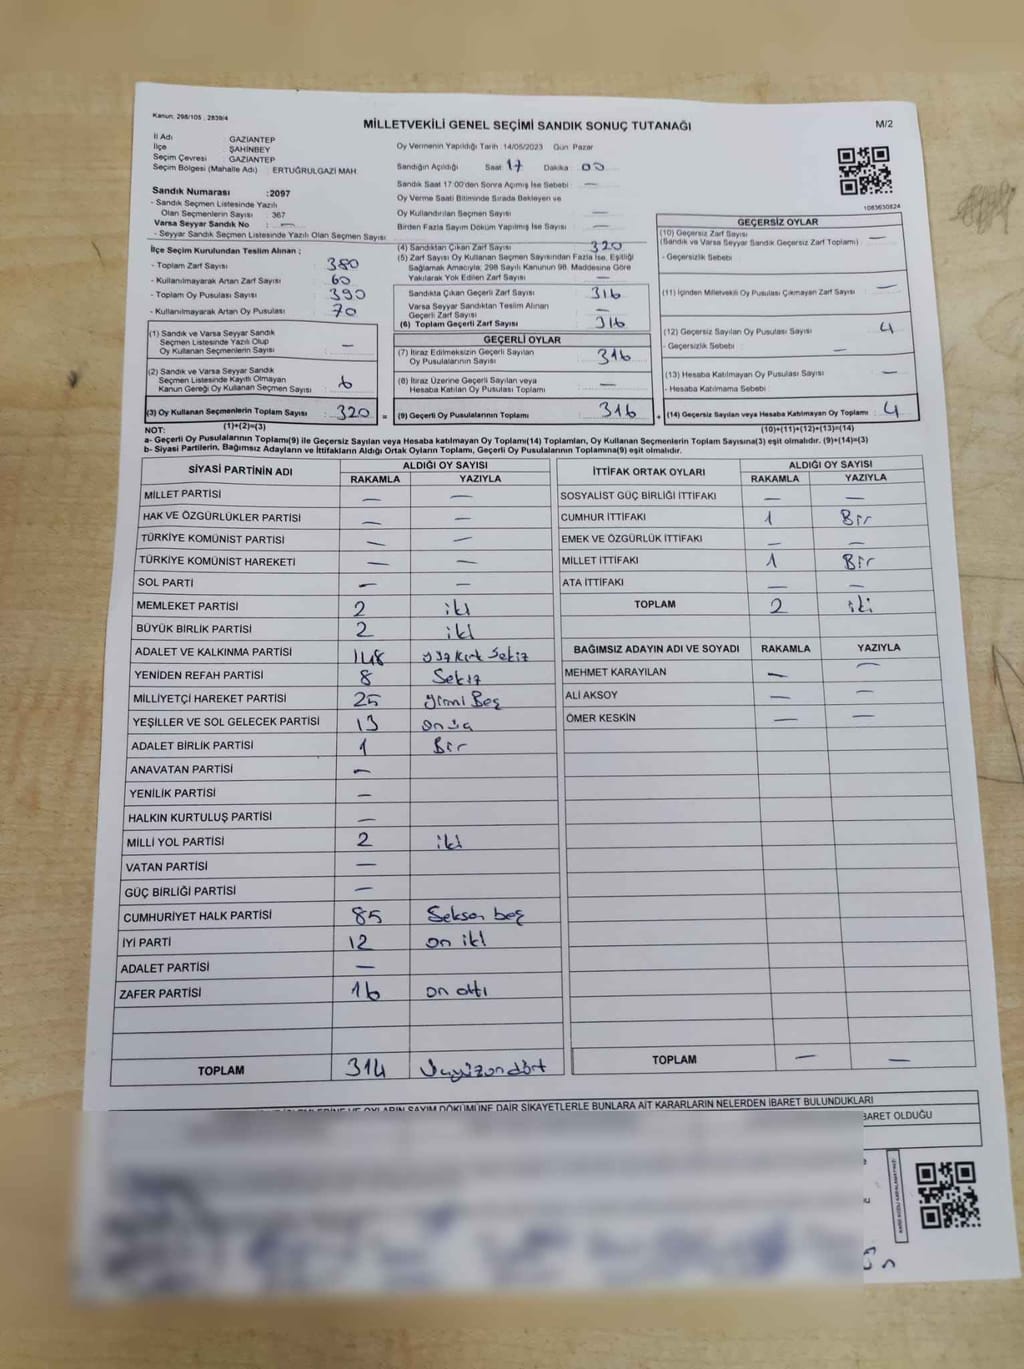 Kanun: 298/105 , 2839/4
MİLLETVEKİLİ GENEL SEÇİMİ SANDIK SONUÇ TUTANAĞI
M/2
İl Adı GAZİANTEP
İlçe ŞAHİNBEY
Seçim Çevresi GAZİANTEP
Seçim Bölgesi (Mahalle Adı) : ERTUĞRULGAZİ MAH.
Sandık Numarası :2097
- Sandık Seçmen Listesinde Yazılı
Olan Seçmenlerin Sayısı : 367
Varsa Seyyar Sandık No : —
- Seyyar Sandık Seçmen Listesinde Yazılı Olan Seçmen Sayısı
Oy Vermenin Yapıldığı Tarih : 14/05/2023 Gün Pazar
Sandığın Açıldığı Saat 17 Dakika 00
Sandık Saat 17:00'den Sonra Açımış İse Sebebi —
Oy Verme Saati Bitiminde Sırada Bekleyen ve
Oy Kullandırılan Seçmen Sayısı —
Birden Fazla Sayım Döküm Yapılmış İse Sayısı —
1083630824
İlçe Seçim Kurulundan Teslim Alınan ;
- Toplam Zarf Sayısı : 380
- Kullanılmayarak Artan Zarf Sayısı : 60
- Toplam Oy Pusulası Sayısı : 390
- Kullanılmayarak Artan Oy Pusulası : 70
(1) Sandık ve Varsa Seyyar Sandık
Seçmen Listesinde Yazılı Olup
Oy Kullanan Seçmenlerin Sayısı : —
(2) Sandık ve Varsa Seyyar Sandık
Seçmen Listesinde Kayıtlı Olmayan
Kanun Gereği Oy Kullanan Seçmen Sayısı : 6
(3) Oy Kullanan Seçmenlerin Toplam Sayısı : 320
(1)+(2)=(3)
(4) Sandıktan Çıkan Zarf Sayısı 320
(5) Zarf Sayısı Oy Kullanan Seçmen Sayısından Fazla İse, Eşitliği
Sağlamak Amacıyla; 298 Sayılı Kanunun 98. Maddesine Göre
Yakılarak Yok Edilen Zarf Sayısı : —
Sandıkta Çıkan Geçerli Zarf Sayısı : 316
Varsa Seyyar Sandıktan Teslim Alınan
Geçerli Zarf Sayısı : —
(6) Toplam Geçerli Zarf Sayısı : 316
GEÇERLİ OYLAR
(7) İtiraz Edilmeksizin Geçerli Sayılan
Oy Pusulalarının Sayısı : 316
(8) İtiraz Üzerine Geçerli Sayılan veya
Hesaba Katılan Oy Pusulası Toplamı : —
= (9) Geçerli Oy Pusulalarının Toplamı : 316
GEÇERSİZ OYLAR
(10) Geçersiz Zarf Sayısı : —
(Sandık ve Varsa Seyyar Sandık Geçersiz Zarf Toplamı)
- Geçersizlik Sebebi
(11) İçinden Milletvekili Oy Pusulası Çıkmayan Zarf Sayısı : —
(12) Geçersiz Sayılan Oy Pusulası Sayısı : 4
- Geçersizlik Sebebi : —
(13) Hesaba Katılmayan Oy Pusulası Sayısı : —
- Hesaba Katılmama Sebebi
+ (14) Geçersiz Sayılan veya Hesaba Katılmayan Oy Toplamı : 4
(10)+(11)+(12)+(13)=(14)
NOT:
a- Geçerli Oy Pusulalarının Toplamı(9) ile Geçersiz Sayılan veya Hesaba katılmayan Oy Toplamı(14) Toplamları, Oy Kullanan Seçmenlerin Toplam Sayısına(3) eşit olmalıdır. (9)+(14)=(3)
b- Siyasi Partilerin, Bağımsız Adayların ve İttifakların Aldığı Ortak Oyların Toplamı, Geçerli Oy Pusulalarının Toplamına(9) eşit olmalıdır.
SİYASİ PARTİNİN ADI ALDIĞI OY SAYISI
RAKAMLA YAZIYLA
MİLLET PARTİSİ — —
HAK VE ÖZGÜRLÜKLER PARTİSİ — —
TÜRKİYE KOMÜNİST PARTİSİ — —
TÜRKİYE KOMÜNİST HAREKETİ — —
SOL PARTİ — —
MEMLEKET PARTİSİ 2 iki
BÜYÜK BİRLİK PARTİSİ 2 iki
ADALET VE KALKINMA PARTİSİ 148 yüzkırk sekiz
YENİDEN REFAH PARTİSİ 8 Sekiz
MİLLİYETÇİ HAREKET PARTİSİ 25 yirmi Beş
YEŞİLLER VE SOL GELECEK PARTİSİ 13 on üç
ADALET BİRLİK PARTİSİ 1 Bir
ANAVATAN PARTİSİ —
YENİLİK PARTİSİ —
HALKIN KURTULUŞ PARTİSİ —
MİLLİ YOL PARTİSİ 2 iki
VATAN PARTİSİ —
GÜÇ BİRLİĞİ PARTİSİ —
CUMHURİYET HALK PARTİSİ 85 Seksen beş
İYİ PARTİ 12 on iki
ADALET PARTİSİ —
ZAFER PARTİSİ 16 on altı
TOPLAM 314 Üçyüzondört
İTTİFAK ORTAK OYLARI ALDIĞI OY SAYISI
RAKAMLA YAZIYLA
SOSYALİST GÜÇ BİRLİĞİ İTTİFAKI — —
CUMHUR İTTİFAKI 1 Bir
EMEK VE ÖZGÜRLÜK İTTİFAKI — —
MİLLET İTTİFAKI 1 Bir
ATA İTTİFAKI — —
TOPLAM 2 iki
BAĞIMSIZ ADAYIN ADI VE SOYADI RAKAMLA YAZIYLA
MEHMET KARAYILAN — —
ALİ AKSOY — —
ÖMER KESKİN — —
TOPLAM — —
OYLARIN SAYIM DÖKÜMÜNE DAİR ŞİKAYETLERLE BUNLARA AİT KARARLARIN NELERDEN İBARET BULUNDUKLARI
BARET OLDUĞU